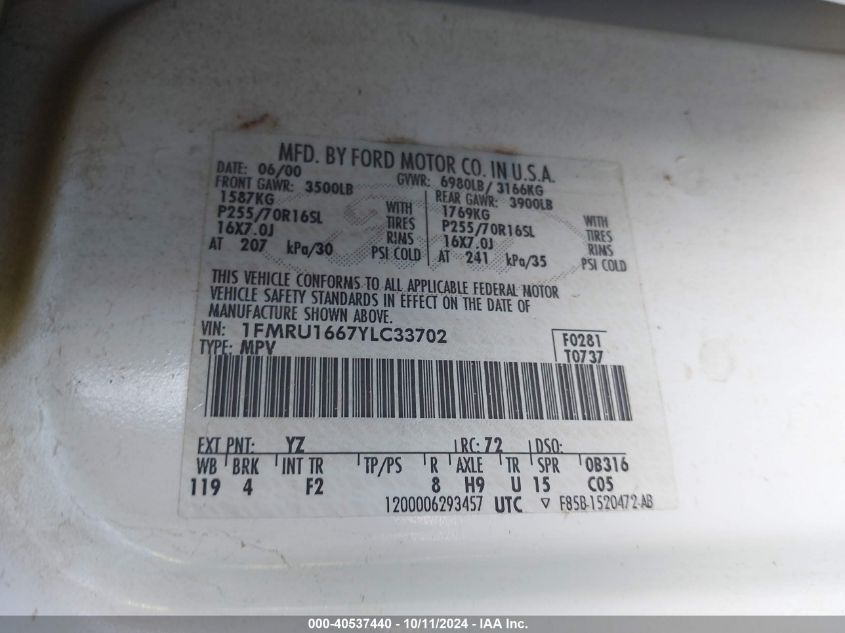 MFD. BY FORD MOTOR CO. IN U.S.A.
DATE: 06/00 GVWR: 6980LB/ 3166KG
FRONT GAWR: 3500LB REAR GAWR: 3900LB
1587KG WITH 1769KG WITH
P255/70R16SL TIRES P255/70R16SL TIRES
16X7.0J RIMS 16X7.0J RIMS
AT 207 kPa/30 PSI COLD AT 241 kPa/35 PSI COLD
THIS VEHICLE CONFORMS TO ALL APPLICABLE FEDERAL MOTOR
VEHICLE SAFETY STANDARDS IN EFFECT ON THE DATE OF
MANUFACTURE SHOWN ABOVE.
VIN: 1FMRU1667YLC33702 F0281
TYPE: MPV T0737
EXT PNT: YZ RC: 72 DSO:
WB BRK INT TR TP/PS R AXLE TR SPR 0B316
119 4 F2 8 H9 U 15 C05
1200006293457 UTC ▽ F85B-1520472-AB
000-40537440 - 10/11/2024 - IAA Inc.